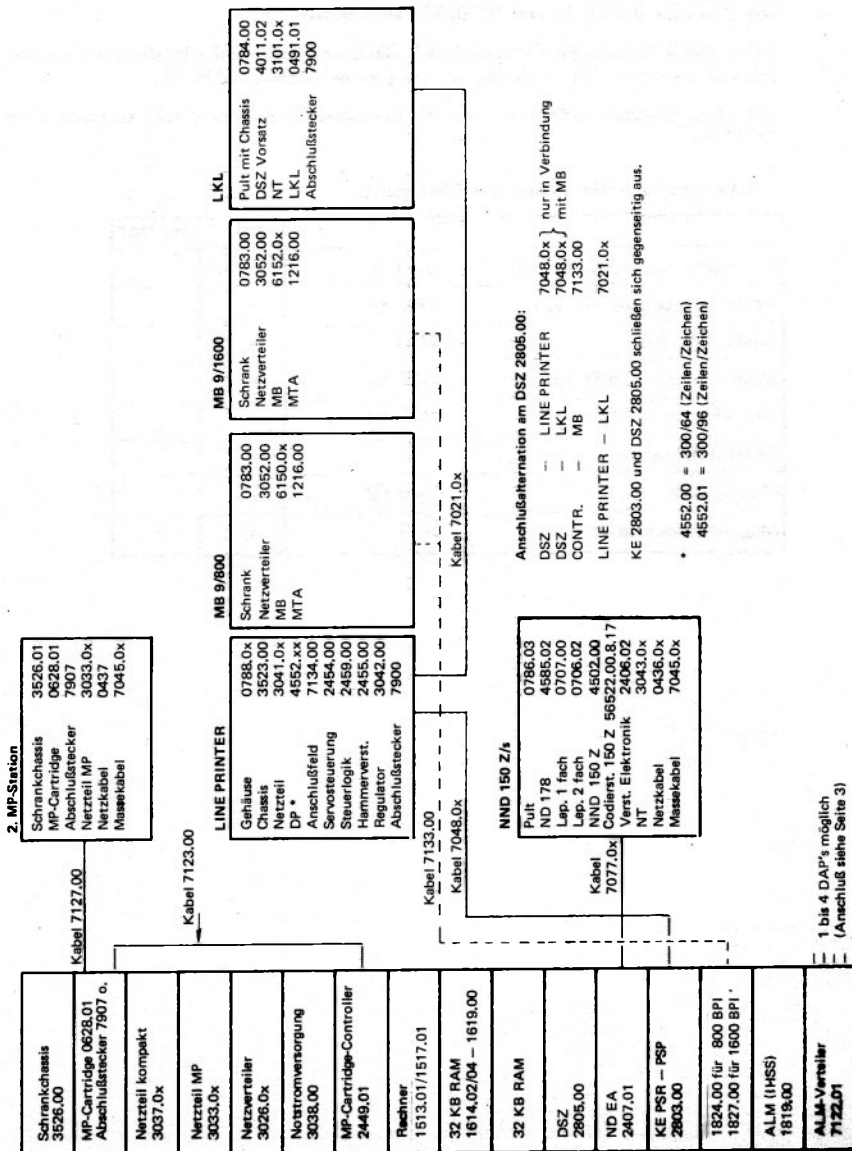 Schrankchassis
3526.00
MP-Cartridge 0628.01
Abschlußstecker 7907 o.
Netzteil kompakt
3037.0x
Netzteil MP
3033.0x
Netzverteiler
3026.0x
Notstromversorgung
3038.00
MP-Cartridge-Controller
2449.01
Rechner
1513.01/1517.01
32 KB RAM
1614.02/04 – 1619.00
32 KB RAM
DSZ
2805.00
ND EA
2407.01
KE PSR – PSP
2803.00
1824.00 für 800 BPI
1827.00 für 1600 BPI
ALM (IHSS)
1819.00
ALM-Verteiler
7122.01
1 bis 4 DAP's möglich
(Anschluß siehe Seite 3)
Kabel 7127.00
Kabel 7123.00
2. MP-Station
Schrankchassis 3526.01
MP-Cartridge 0628.01
Abschlußstecker 7907
Netzteil MP 3033.0x
Netzkabel 0437
Massekabel 7045.0x
LINE PRINTER
Gehäuse 0788.0x
Chassis 3523.00
Netzteil 3041.0x
DP * 4552.xx
Anschlußfeld 7134.00
Servosteuerung 2454.00
Steuerlogik 2459.00
Hammerverst. 2455.00
Regulator 3042.00
Abschlußstecker 7900
Kabel 7133.00
Kabel 7048.0x
MB 9/800
Schrank 0783.00
Netzverteiler 3052.00
MB 6150.0x
MTA 1216.00
MB 9/1600
Schrank 0783.00
Netzverteiler 3052.00
MB 6152.0x
MTA 1216.00
LKL
Pult mit Chassis 0784.00
DSZ Vorsatz 4011.02
NT 3101.0x
LKL 0491.01
Abschlußstecker 7900
Kabel 7021.0x
NND 150 Z/s
Pult 0786.03
ND 178 4585.02
Lep. 1 fach 0707.00
Lep. 2 fach 0706.02
NND 150 Z 4502.00
Codierst. 150 Z 56522.00.8.17
Verst. Elektronik 2406.02
NT 3043.0x
Netzkabel 0436.0x
Massekabel 7045.0x
Kabel
7077.0x
Anschlußalternation am DSZ 2805.00:
DSZ – LINE PRINTER 7048.0x } nur in Verbindung
DSZ – LKL 7048.0x } mit MB
CONTR. – MB 7133.00
LINE PRINTER – LKL 7021.0x
KE 2803.00 und DSZ 2805.00 schließen sich gegenseitig aus.
* 4552.00 = 300/64 (Zeilen/Zeichen)
4552.01 = 300/96 (Zeilen/Zeichen)